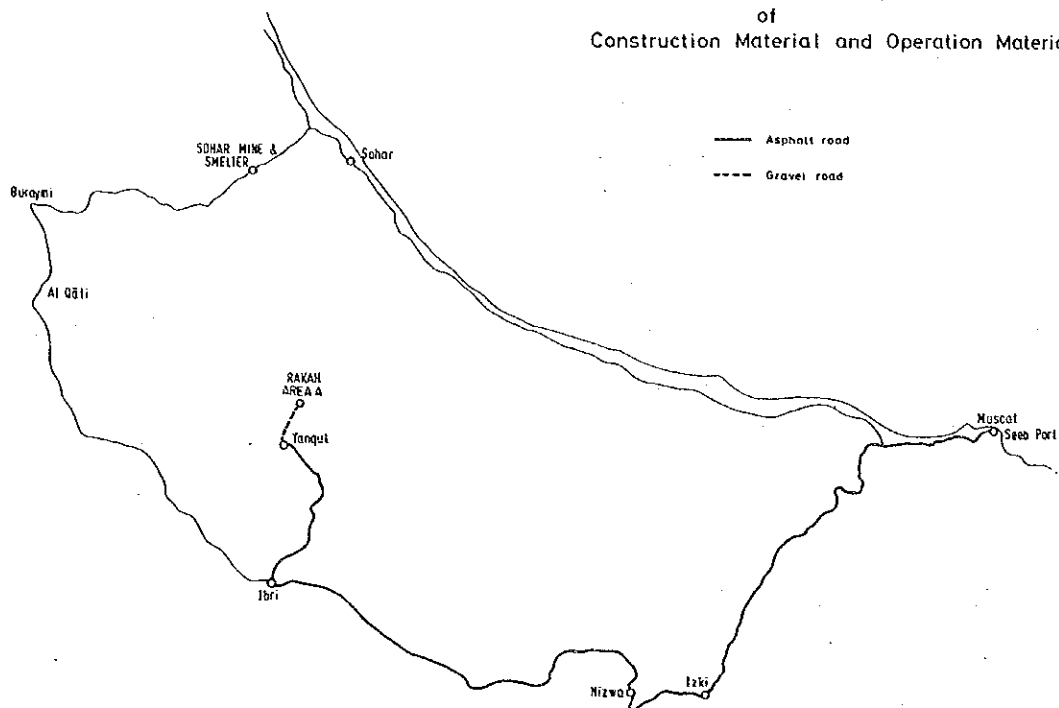 of
Construction Material and Operation Materia
Asphalt road
Gravel road
SOHAR MINE &
SMELTER
Sohar
Buraymi
Al Qābil
RAKAH
AREA A
Yanqul
Muscat
Seeb Port
Ibri
Nizwa
Izki